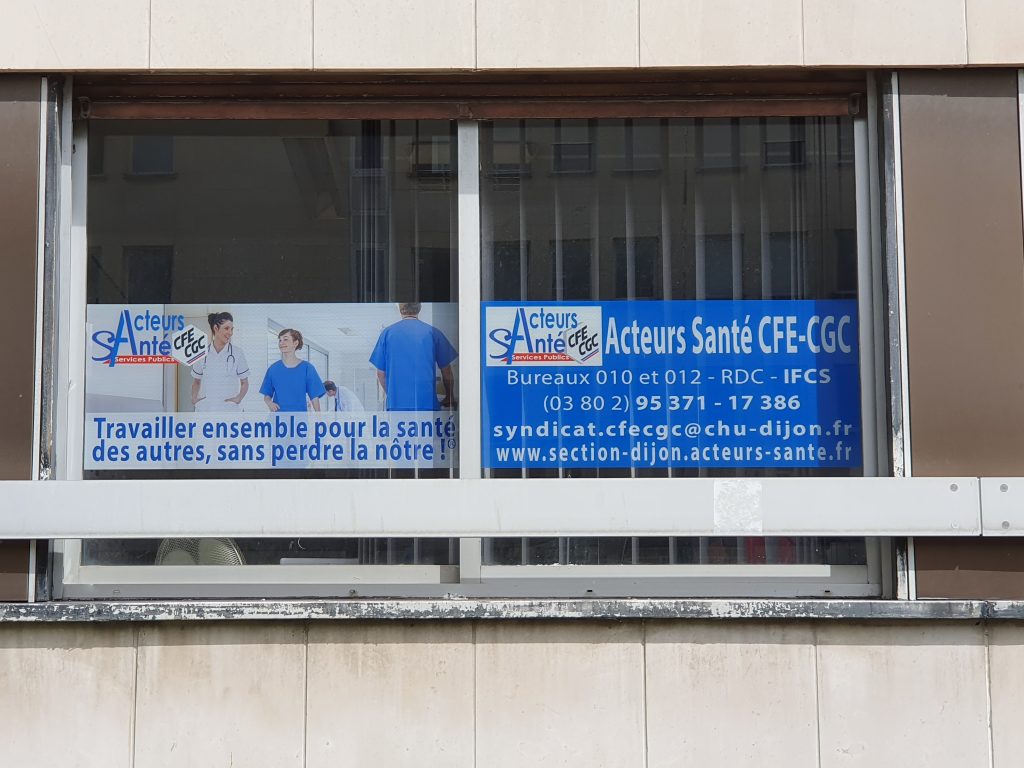 Acteurs
Santé
Services Publics
CFE
CGC
Travailler ensemble pour la santé
des autres, sans perdre la nôtre !
Acteurs
Santé
Services Publics
CFE
CGC
Acteurs Santé CFE-CGC
Bureaux 010 et 012 - RDC - IFCS
(03 80 2) 95 371 - 17 386
syndicat.cfecgc@chu-dijon.fr
www.section-dijon.acteurs-sante.fr